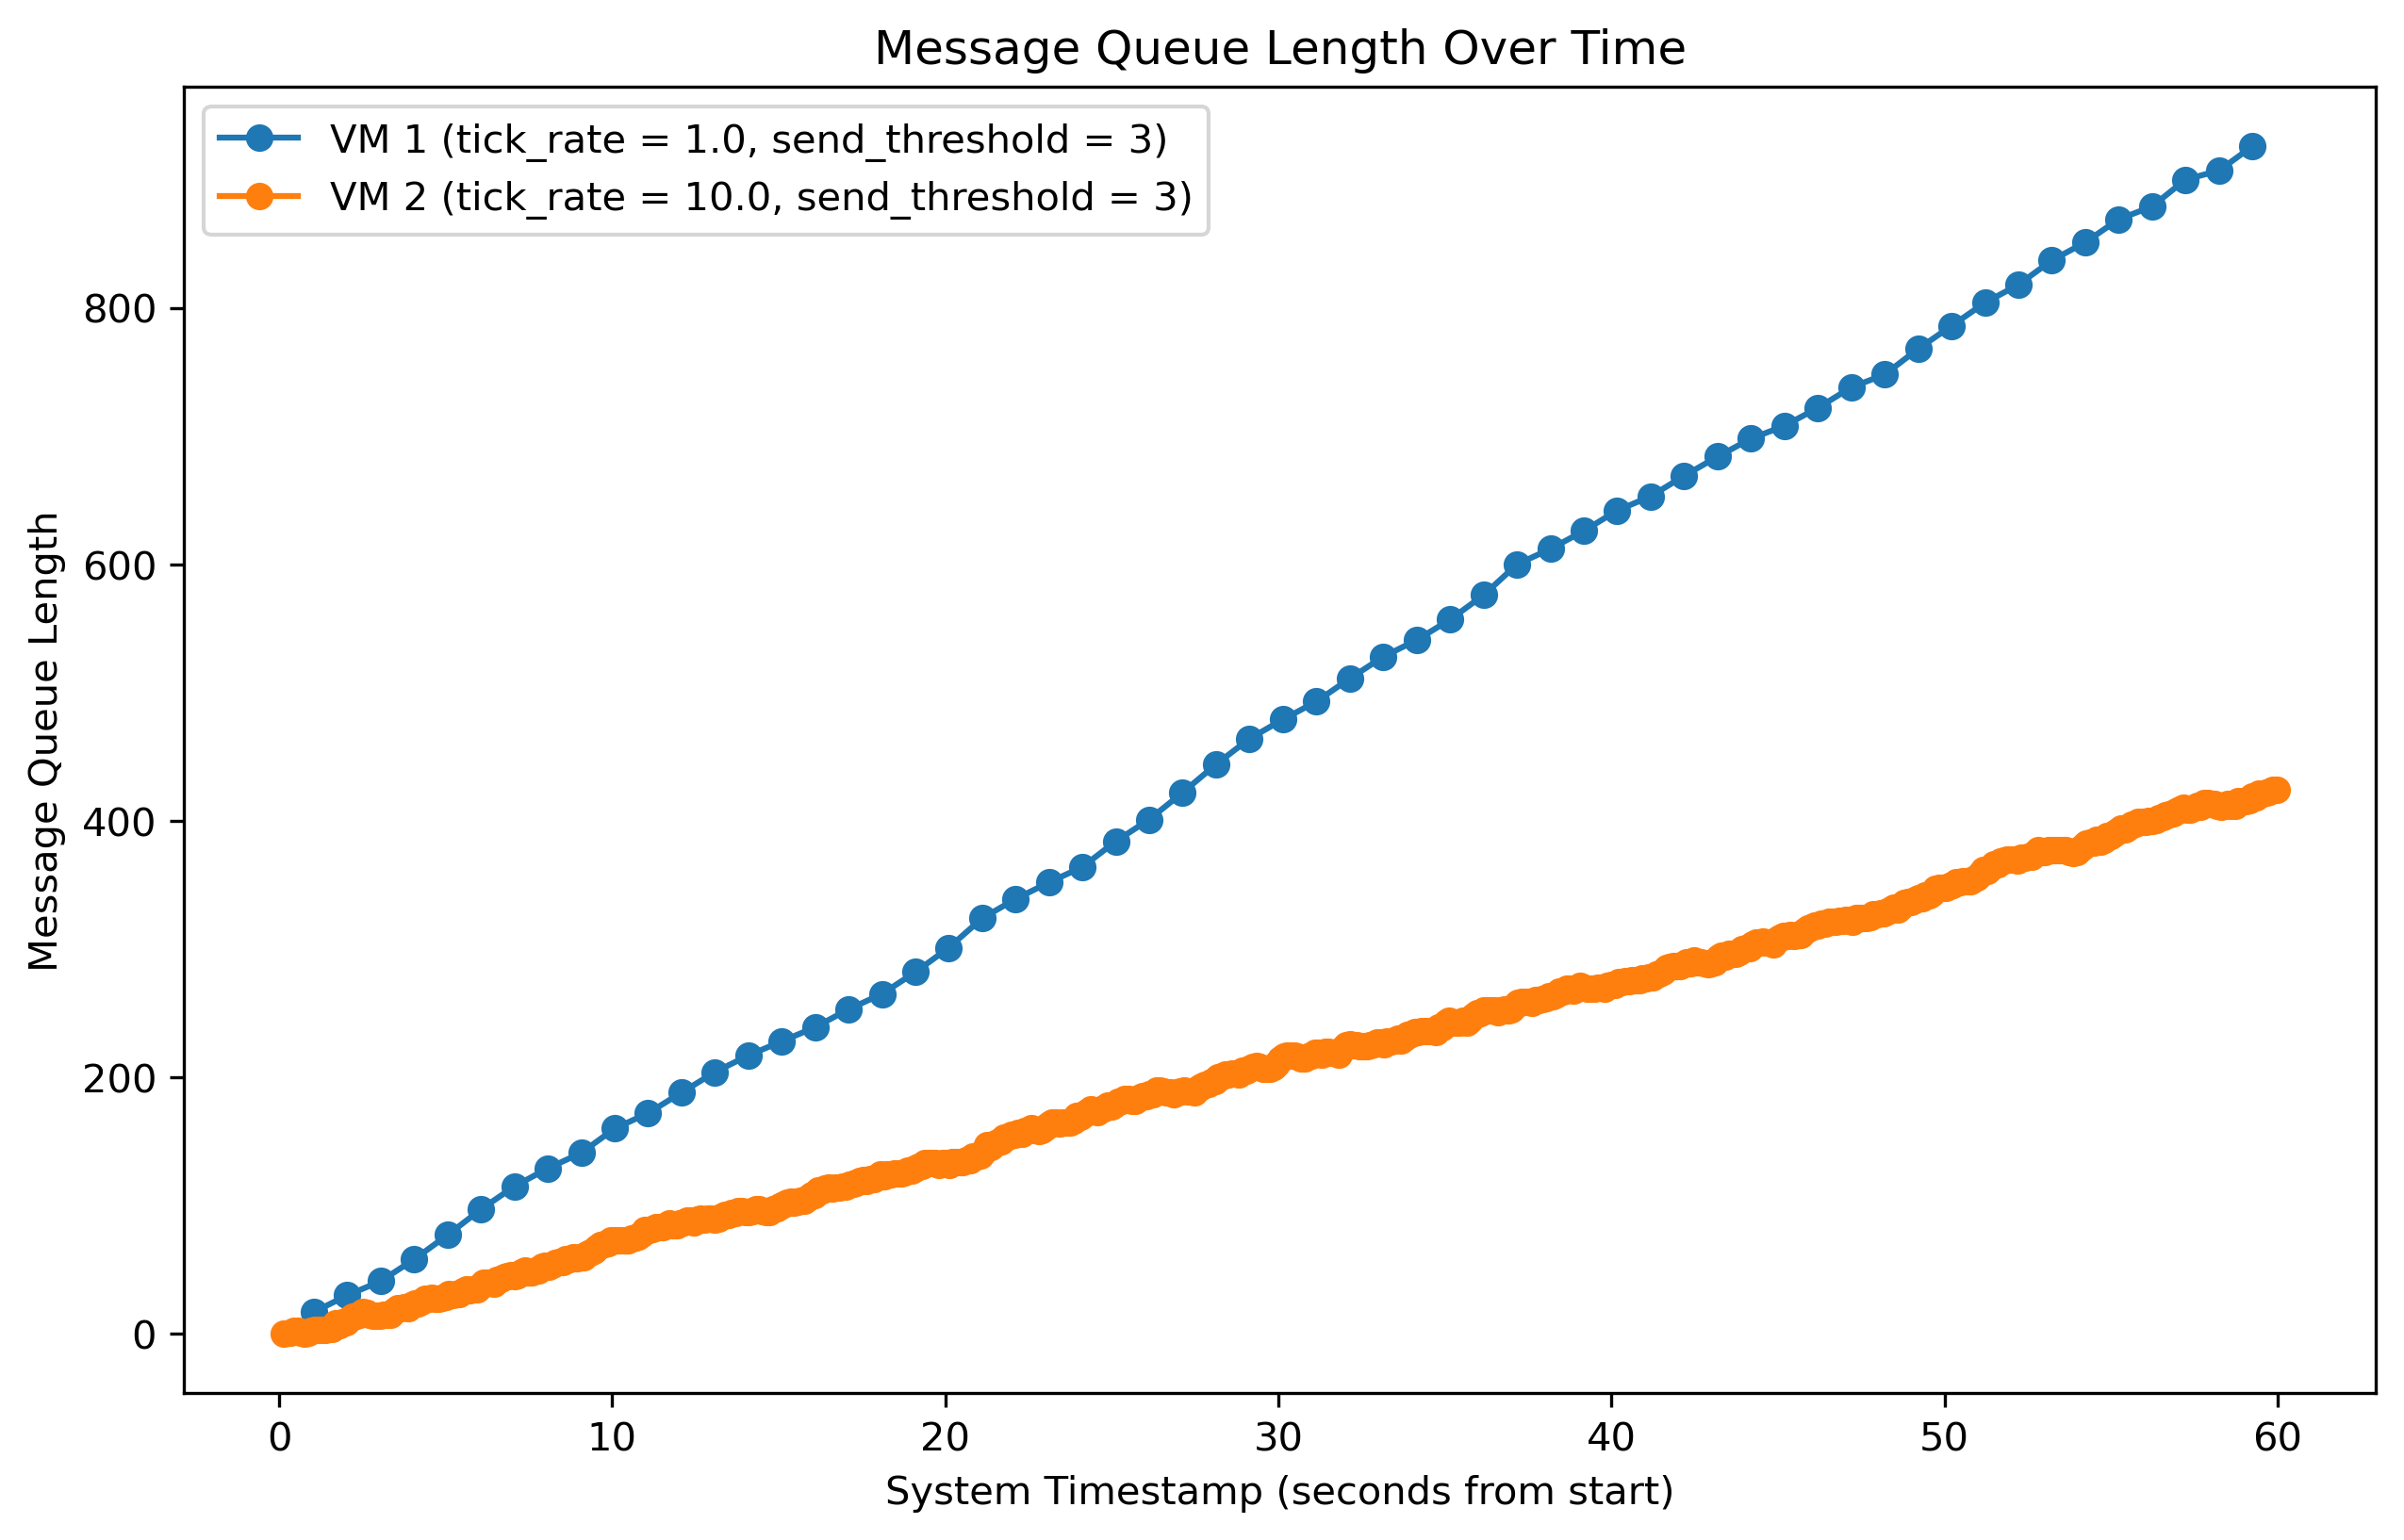 Message Queue Length Over Time
VM 1 (tick_rate = 1.0, send_threshold = 3)
VM 2 (tick_rate = 10.0, send_threshold = 3)
Message Queue Length
800
600
400
200
0
0 10 20 30 40 50 60
System Timestamp (seconds from start)